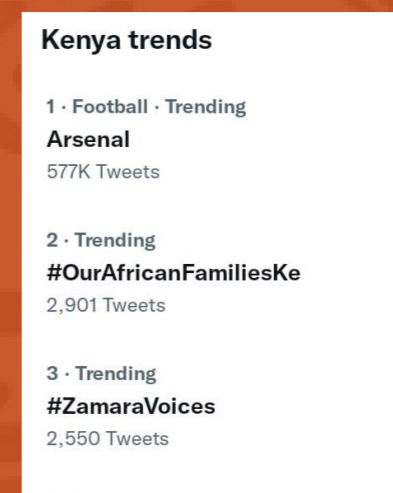 Kenya trends
1 · Football · Trending
Arsenal
577K Tweets
2 · Trending
#OurAfricanFamiliesKe
2,901 Tweets
3 · Trending
#ZamaraVoices
2,550 Tweets